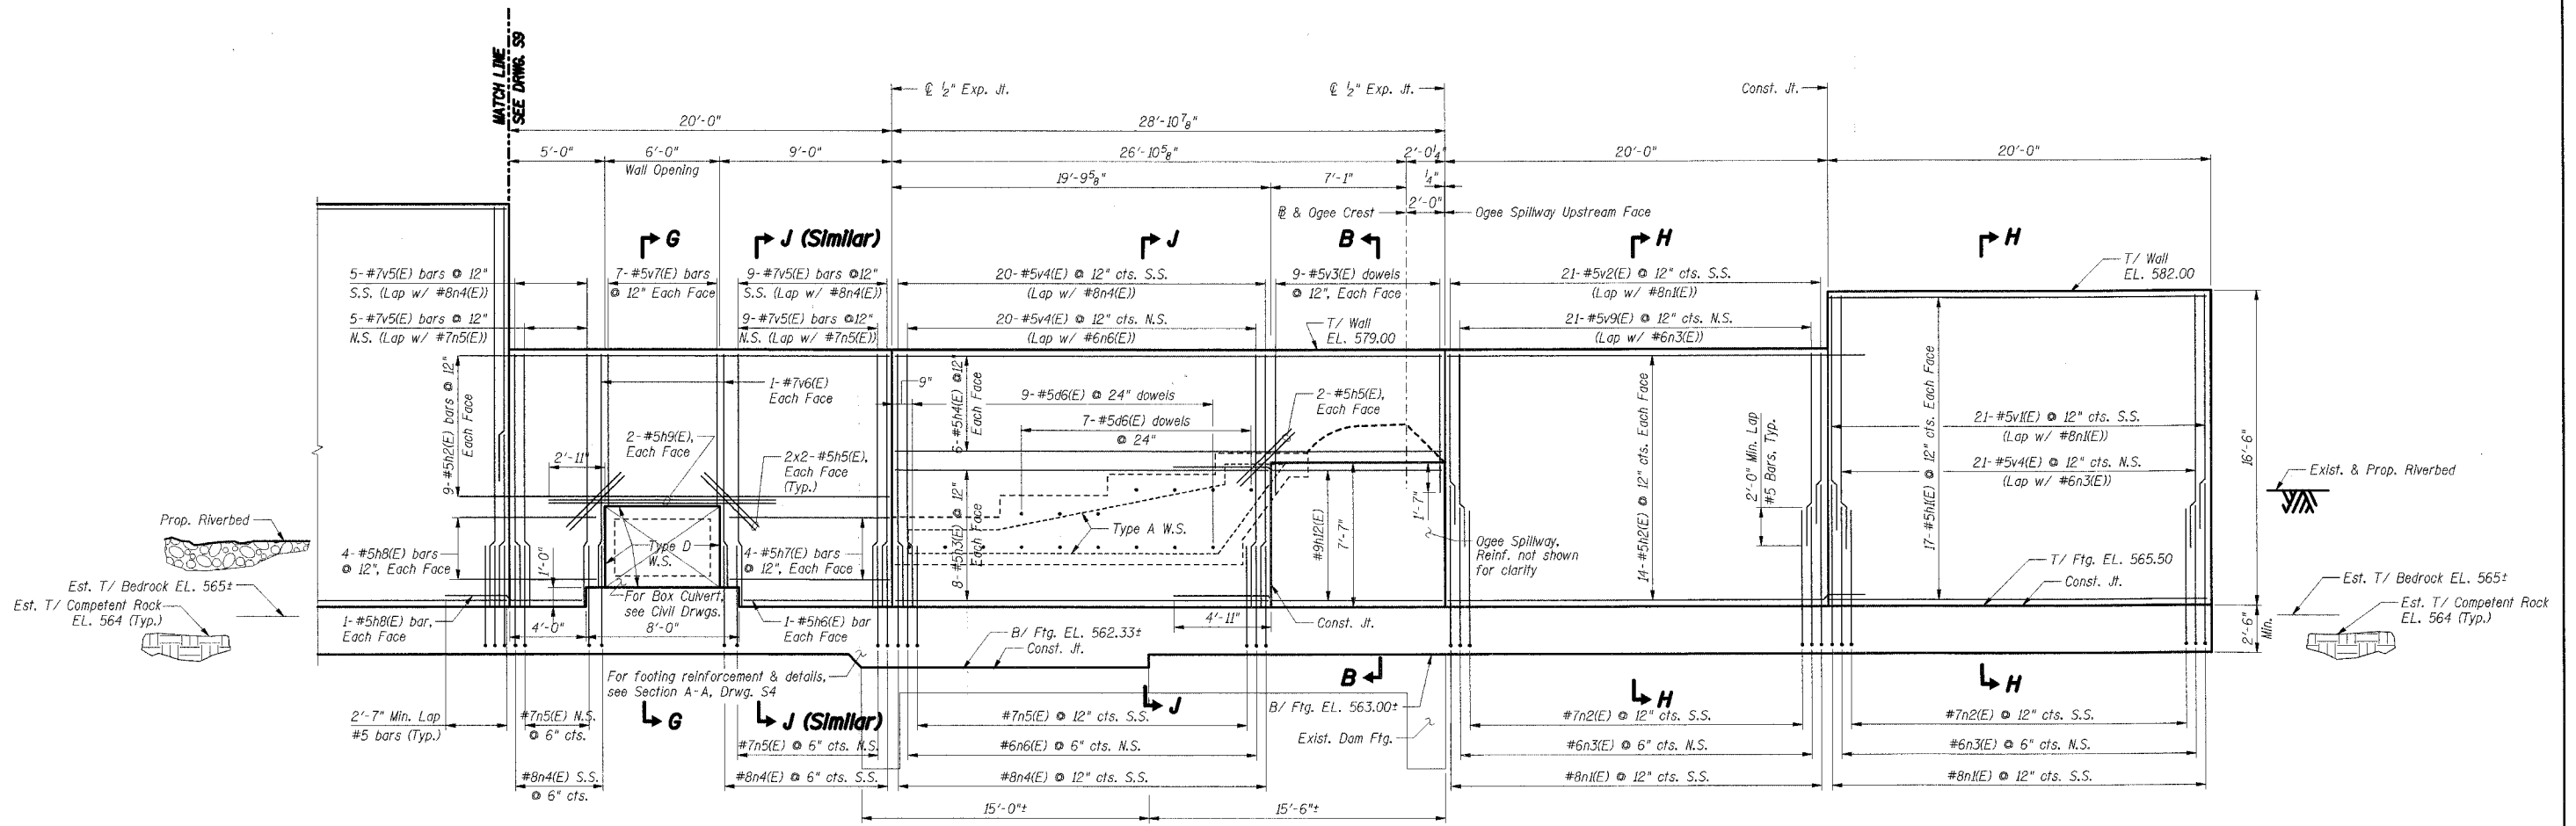 MATCH LINE
SEE DRWG. S9
℄ ½" Exp. Jt.
℄ ½" Exp. Jt.
Const. Jt.
20'-0"
28'-10⅞"
5'-0"
6'-0"
9'-0"
26'-10⅝"
2'-0¼"
20'-0"
20'-0"
Wall Opening
19'-9⅝"
7'-1"
¼"
2'-0"
& Ogee Crest
Ogee Spillway Upstream Face
G
J (Similar)
J
B
H
H
T/ Wall
EL. 582.00
5-#7v5(E) bars @ 12"
S.S. (Lap w/ #8n4(E))
7-#5v7(E) bars
@ 12" Each Face
9-#7v5(E) bars @12"
S.S. (Lap w/ #8n4(E))
20-#5v4(E) @ 12" cts. S.S.
(Lap w/ #8n4(E))
9-#5v3(E) dowels
@ 12", Each Face
21-#5v2(E) @ 12" cts. S.S.
(Lap w/ #8n1(E))
5-#7v5(E) bars @ 12"
N.S. (Lap w/ #7n5(E))
9-#7v5(E) bars @12"
N.S. (Lap w/ #7n5(E))
20-#5v4(E) @ 12" cts. N.S.
(Lap w/ #6n6(E))
T/ Wall
EL. 579.00
21-#5v9(E) @ 12" cts. N.S.
(Lap w/ #6n3(E))
9-#5h2(E) bars @ 12"
Each Face
1-#7v6(E)
Each Face
9"
6-#5h4(E) @12"
Each Face
9-#5d6(E) @ 24" dowels
7-#5d6(E) dowels
@ 24"
2-#5h5(E),
Each Face
14-#5h2(E) @ 12" cts. Each Face
2'-0" Min. Lap
#5 Bars, Typ.
17-#5h1(E) @ 12" cts. Each Face
21-#5v1(E) @ 12" cts. S.S.
(Lap w/ #8n1(E))
21-#5v4(E) @ 12" cts. N.S.
(Lap w/ #6n3(E))
16'-6"
Exist. & Prop. Riverbed
2'-11"
2-#5h9(E),
Each Face
2x2-#5h5(E),
Each Face
(Typ.)
Prop. Riverbed
4-#5h8(E) bars
@ 12", Each Face
1'-0"
Type D
W.S.
4-#5h7(E) bars
@ 12", Each Face
8-#5h3(E) @ 12"
Each Face
Type A W.S.
#9h12(E)
7'-7"
1'-7"
Ogee Spillway,
Reinf. not shown
for clarity
T/ Ftg. EL. 565.50
Const. Jt.
Est. T/ Bedrock EL. 565±
Est. T/ Competent Rock
EL. 564 (Typ.)
For Box Culvert,
see Civil Drwgs.
1-#5h8(E) bar,
Each Face
4'-0"
8'-0"
1-#5h6(E) bar
Each Face
B/ Ftg. EL. 562.33±
Const. Jt.
4'-11"
Const. Jt.
2'-6"
Min.
Est. T/ Bedrock EL. 565±
Est. T/ Competent Rock
EL. 564 (Typ.)
For footing reinforcement & details,
see Section A-A, Drwg. S4
G
J (Similar)
J
B
H
H
2'-7" Min. Lap
#5 bars (Typ.)
#7n5(E) N.S.
@ 6" cts.
#7n5(E) @ 12" cts. S.S.
B/ Ftg. EL. 563.00±
Exist. Dam Ftg.
#7n2(E) @ 12" cts. S.S.
#7n2(E) @ 12" cts. S.S.
#7n5(E) @ 6" cts. N.S.
#6n6(E) @ 6" cts. N.S.
#6n3(E) @ 6" cts. N.S.
#6n3(E) @ 6" cts. N.S.
#8n4(E) S.S.
@ 6" cts.
#8n4(E) @ 6" cts. S.S.
#8n4(E) @ 12" cts. S.S.
#8n1(E) @ 12" cts. S.S.
#8n1(E) @ 12" cts. S.S.
15'-0"±
15'-6"±